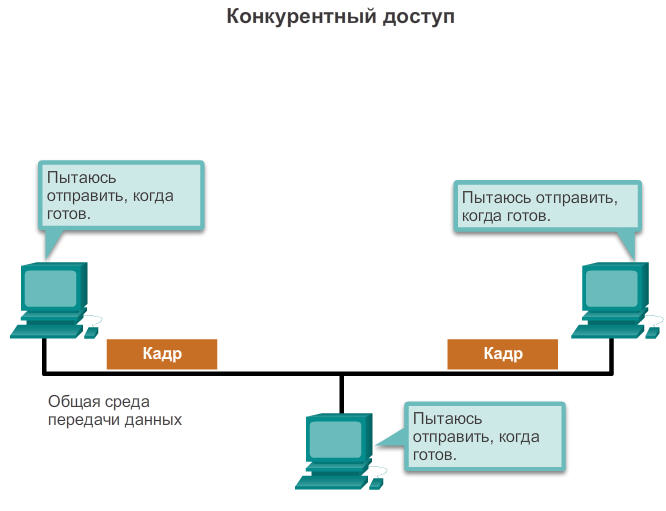 Конкурентный доступ
Пытаюсь
отправить, когда
готов.
Пытаюсь отправить,
когда готов.
Кадр
Кадр
Общая среда
передачи данных
Пытаюсь
отправить, когда
готов.